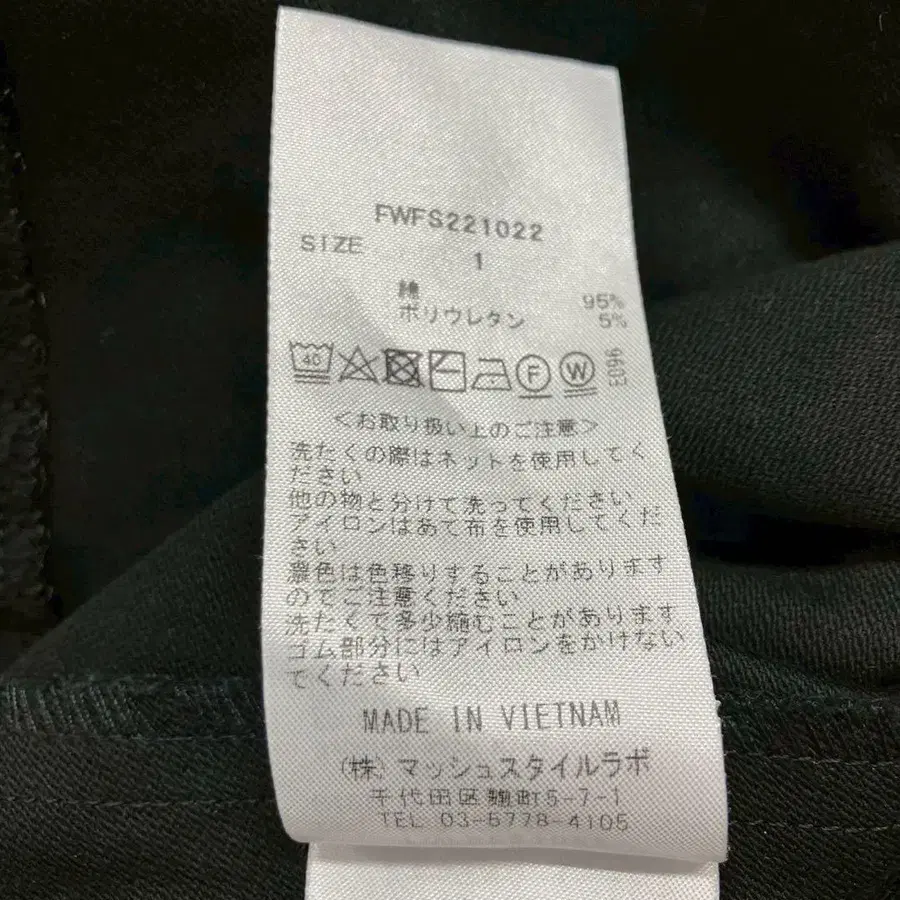 FWFS221022
SIZE 1
綿 95%
ポリウレタン 5%
40 F W 9603
<お取り扱い上のご注意>
洗たくの際はネットを使用してく
ださい
他の物と分けて洗ってください
アイロンはあて布を使用してくだ
さい
濃色は色移りすることがあります
のでご注意ください
洗たくで多少縮むことがあります
ゴム部分にはアイロンをかけない
てください
MADE IN VIETNAM
(株)マッシュスタイルラボ
千代田区麹町5-7-1
TEL 03-5778-4105